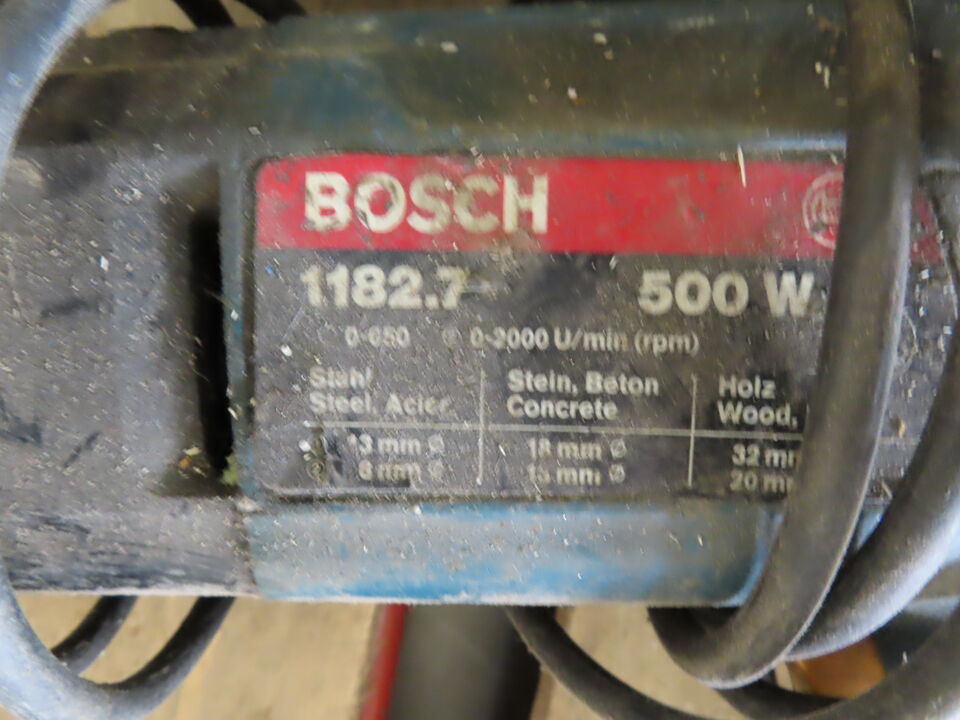 BOSCH
1182.7 500 W
0-650 0-2000 U/min (rpm)
Stahl Stein, Beton Holz
Steel, Acier Concrete Wood,
13 mm Ø 18 mm Ø 32 mm
8 mm Ø mm Ø 20 mm